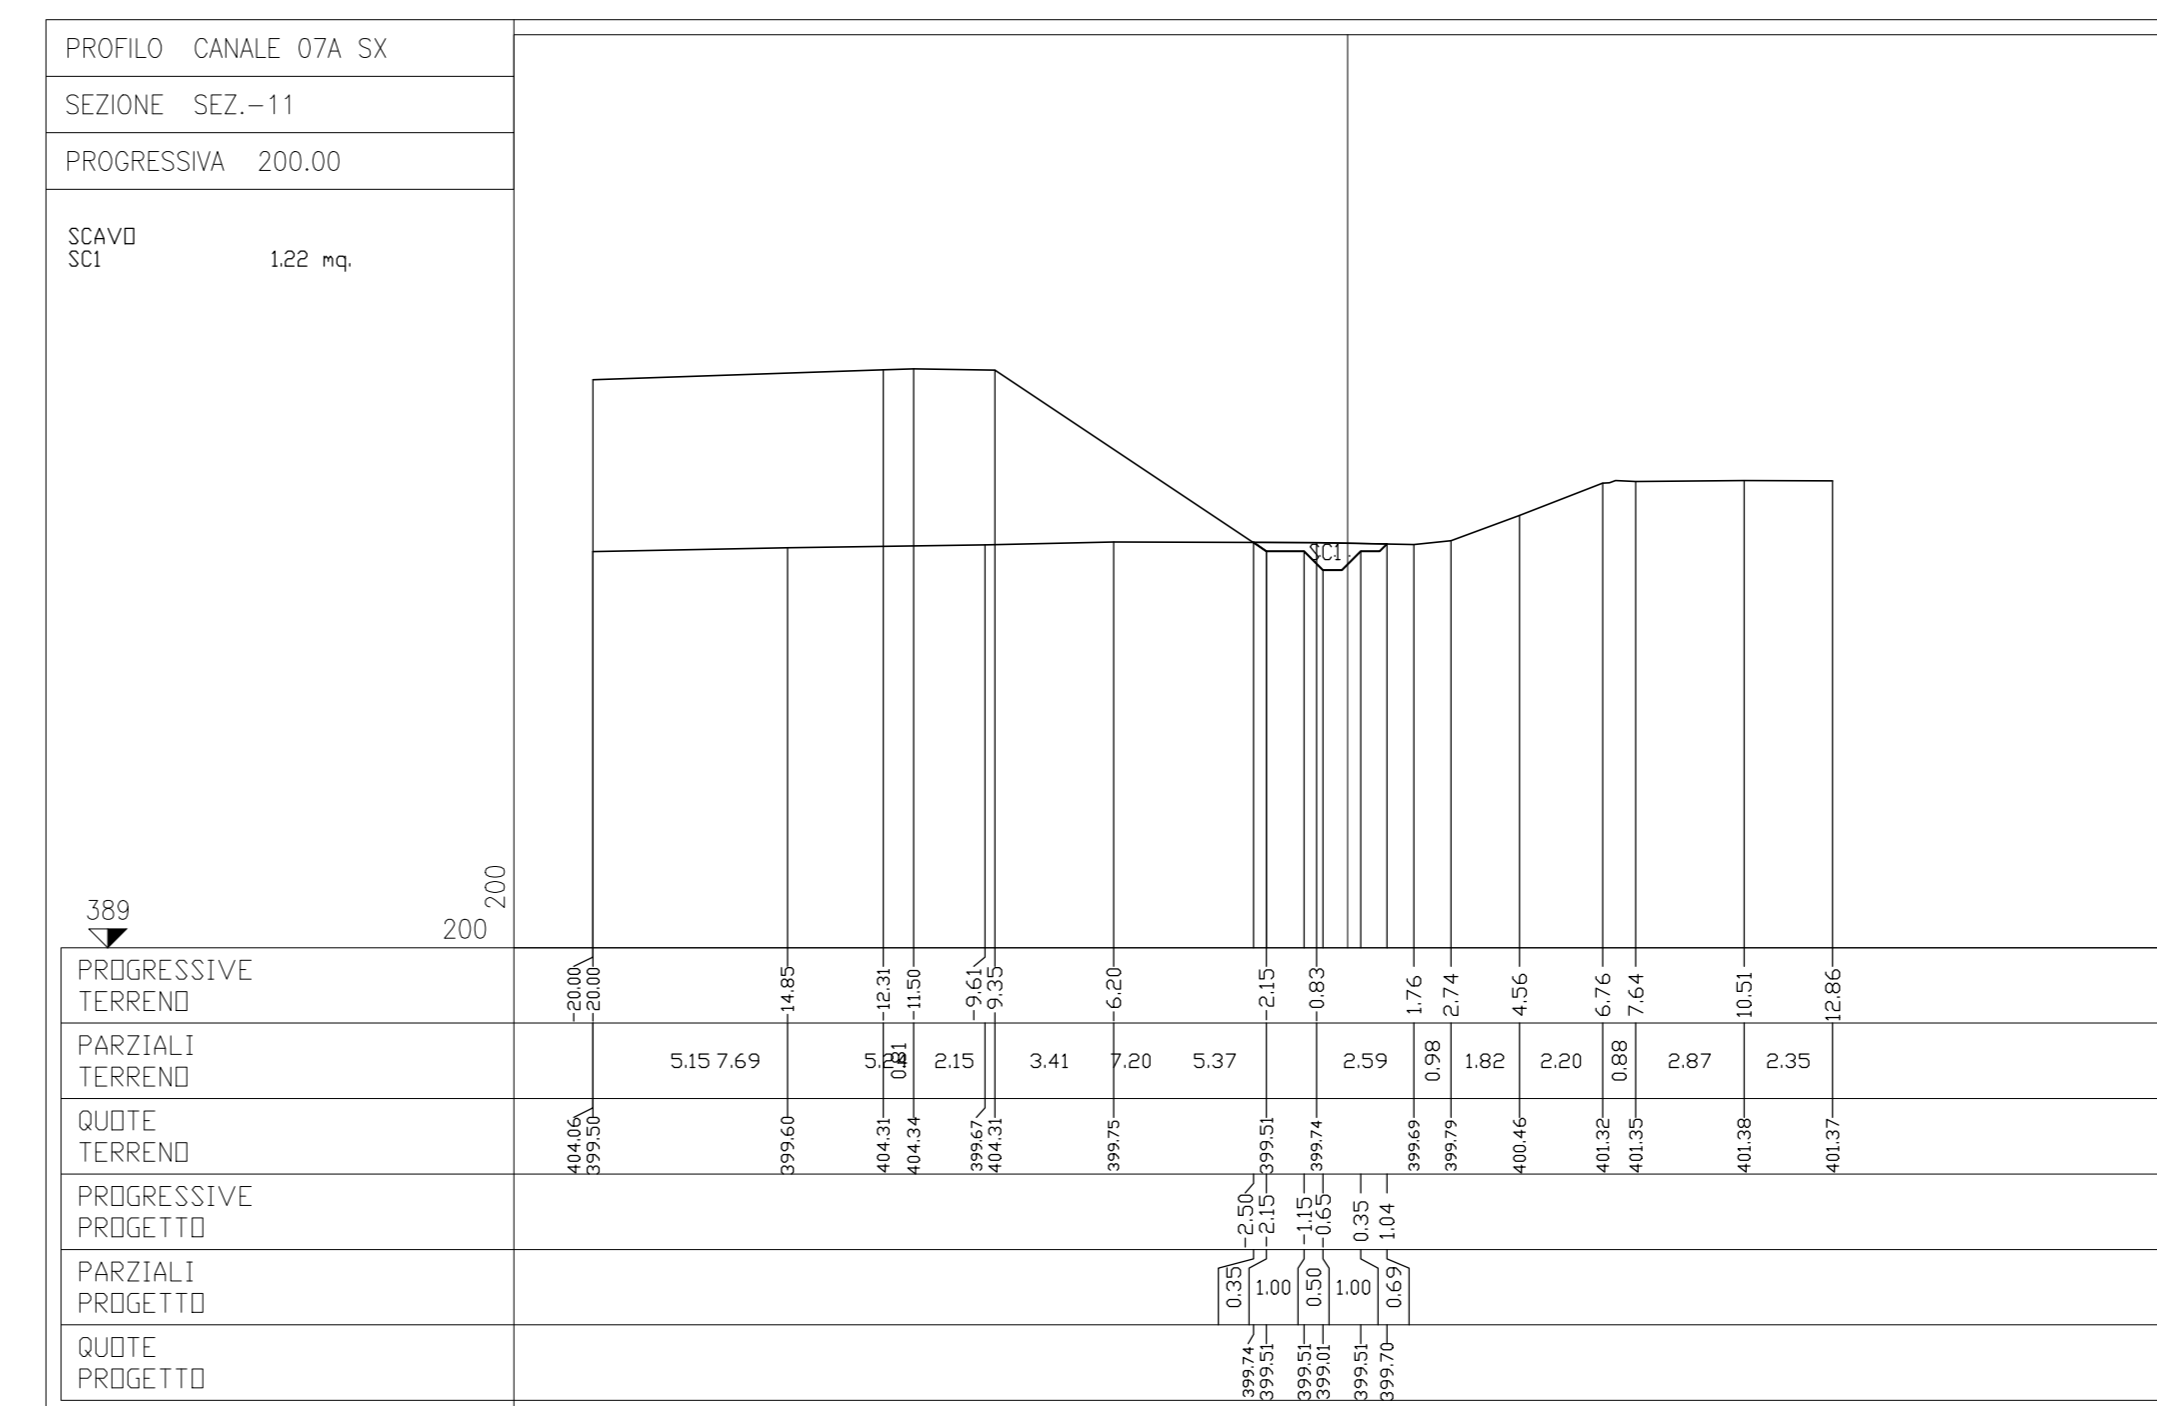 PROFILO CANALE 07A SX
SEZIONE SEZ.-11
PROGRESSIVA 200.00
SCAVO
SC1 1.22 mq.
SC1
200
389
200
PROGRESSIVE
TERRENO
-20.00 -20.00 -14.85 -12.31 -11.50 -9.61 -9.35 -6.20 -2.15 -0.83 1.76 2.74 4.56 6.76 7.64 10.51 12.86
PARZIALI
TERRENO
5.15 7.69 5.24 0.81 2.15 3.41 7.20 5.37 2.59 0.98 1.82 2.20 0.88 2.87 2.35
QUOTE
TERRENO
404.06 399.50 399.60 404.31 404.34 399.67 404.31 399.75 399.51 399.74 399.69 399.79 400.46 401.32 401.35 401.38 401.37
PROGRESSIVE
PROGETTO
-2.50 -2.15 -1.15 -0.65 0.35 1.04
PARZIALI
PROGETTO
0.35 1.00 0.50 1.00 0.69
QUOTE
PROGETTO
399.74 399.51 399.51 399.01 399.51 399.70